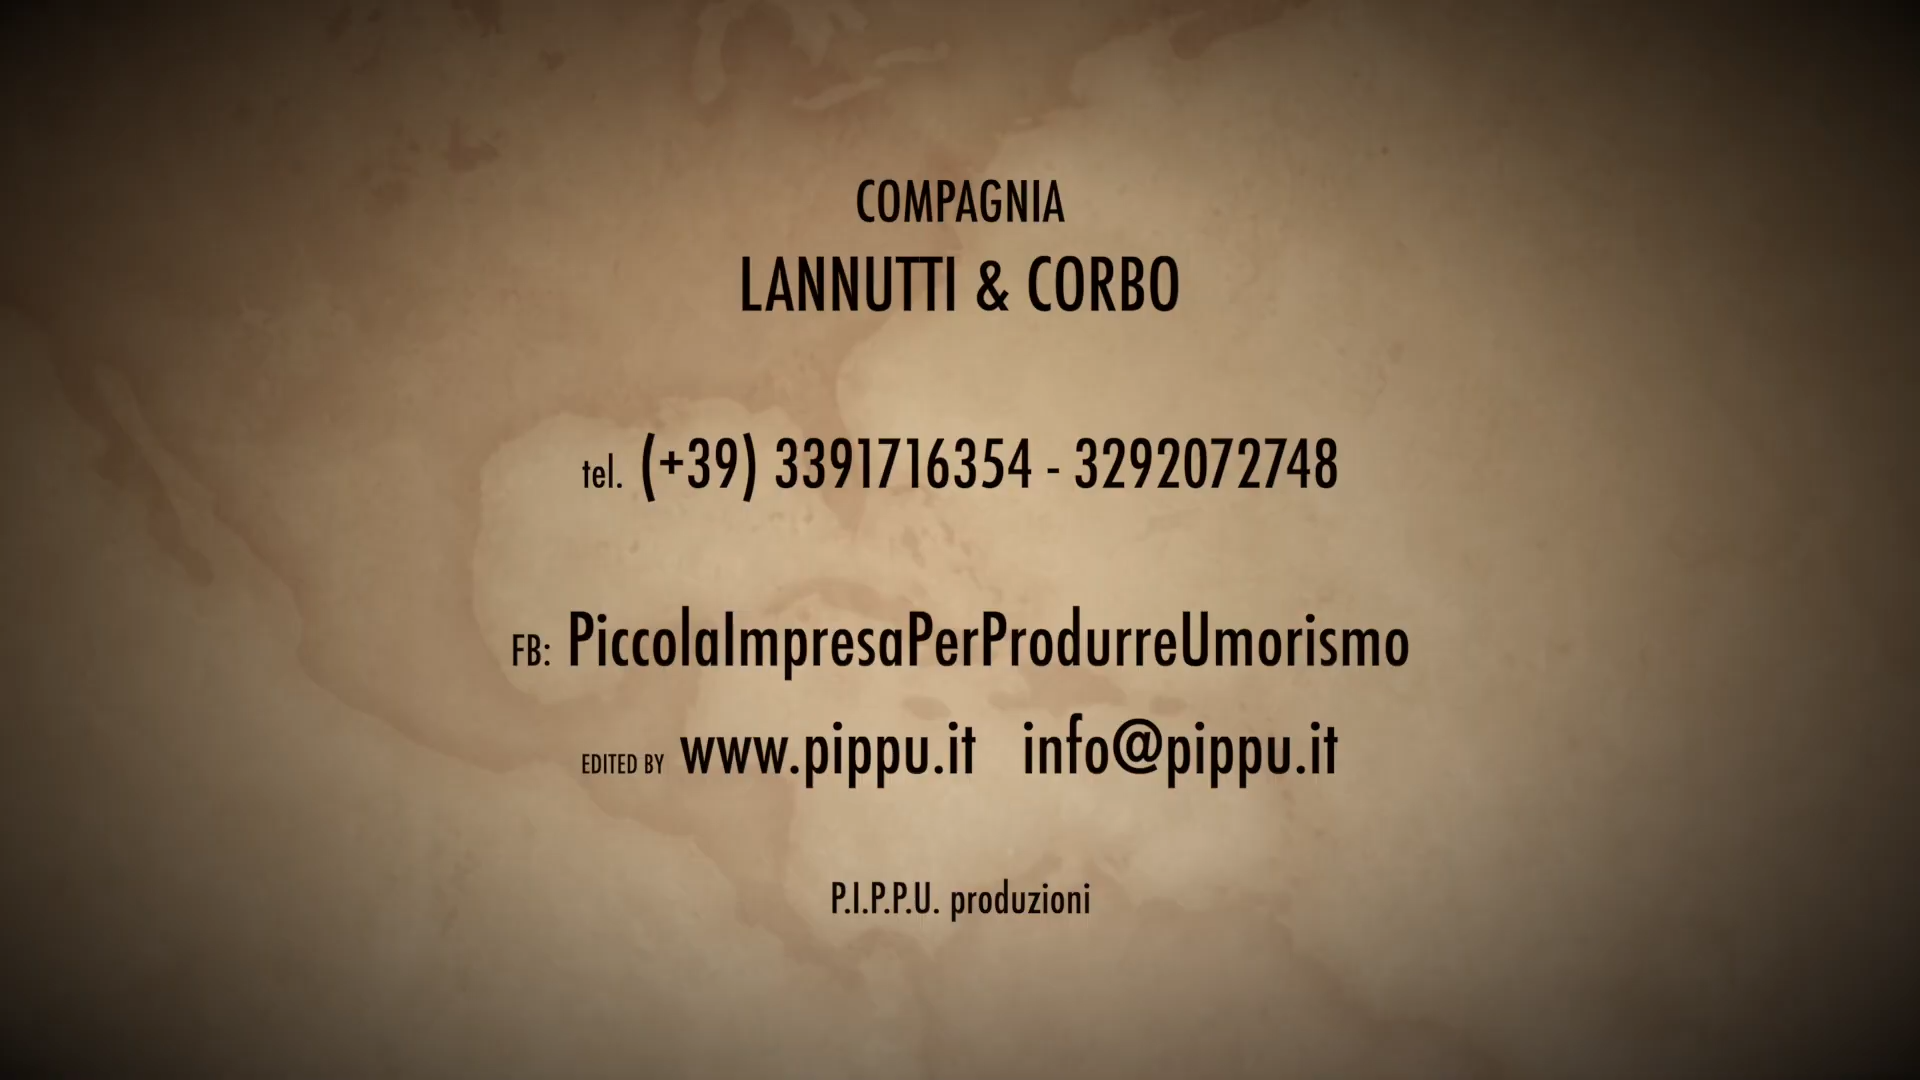 COMPAGNIA
LANNUTTI & CORBO
tel. (+39) 3391716354 - 3292072748
FB: PiccolaImpresaPerProdurreUmorismo
EDITED BY www.pippu.it info@pippu.it
P.I.P.P.U. produzioni